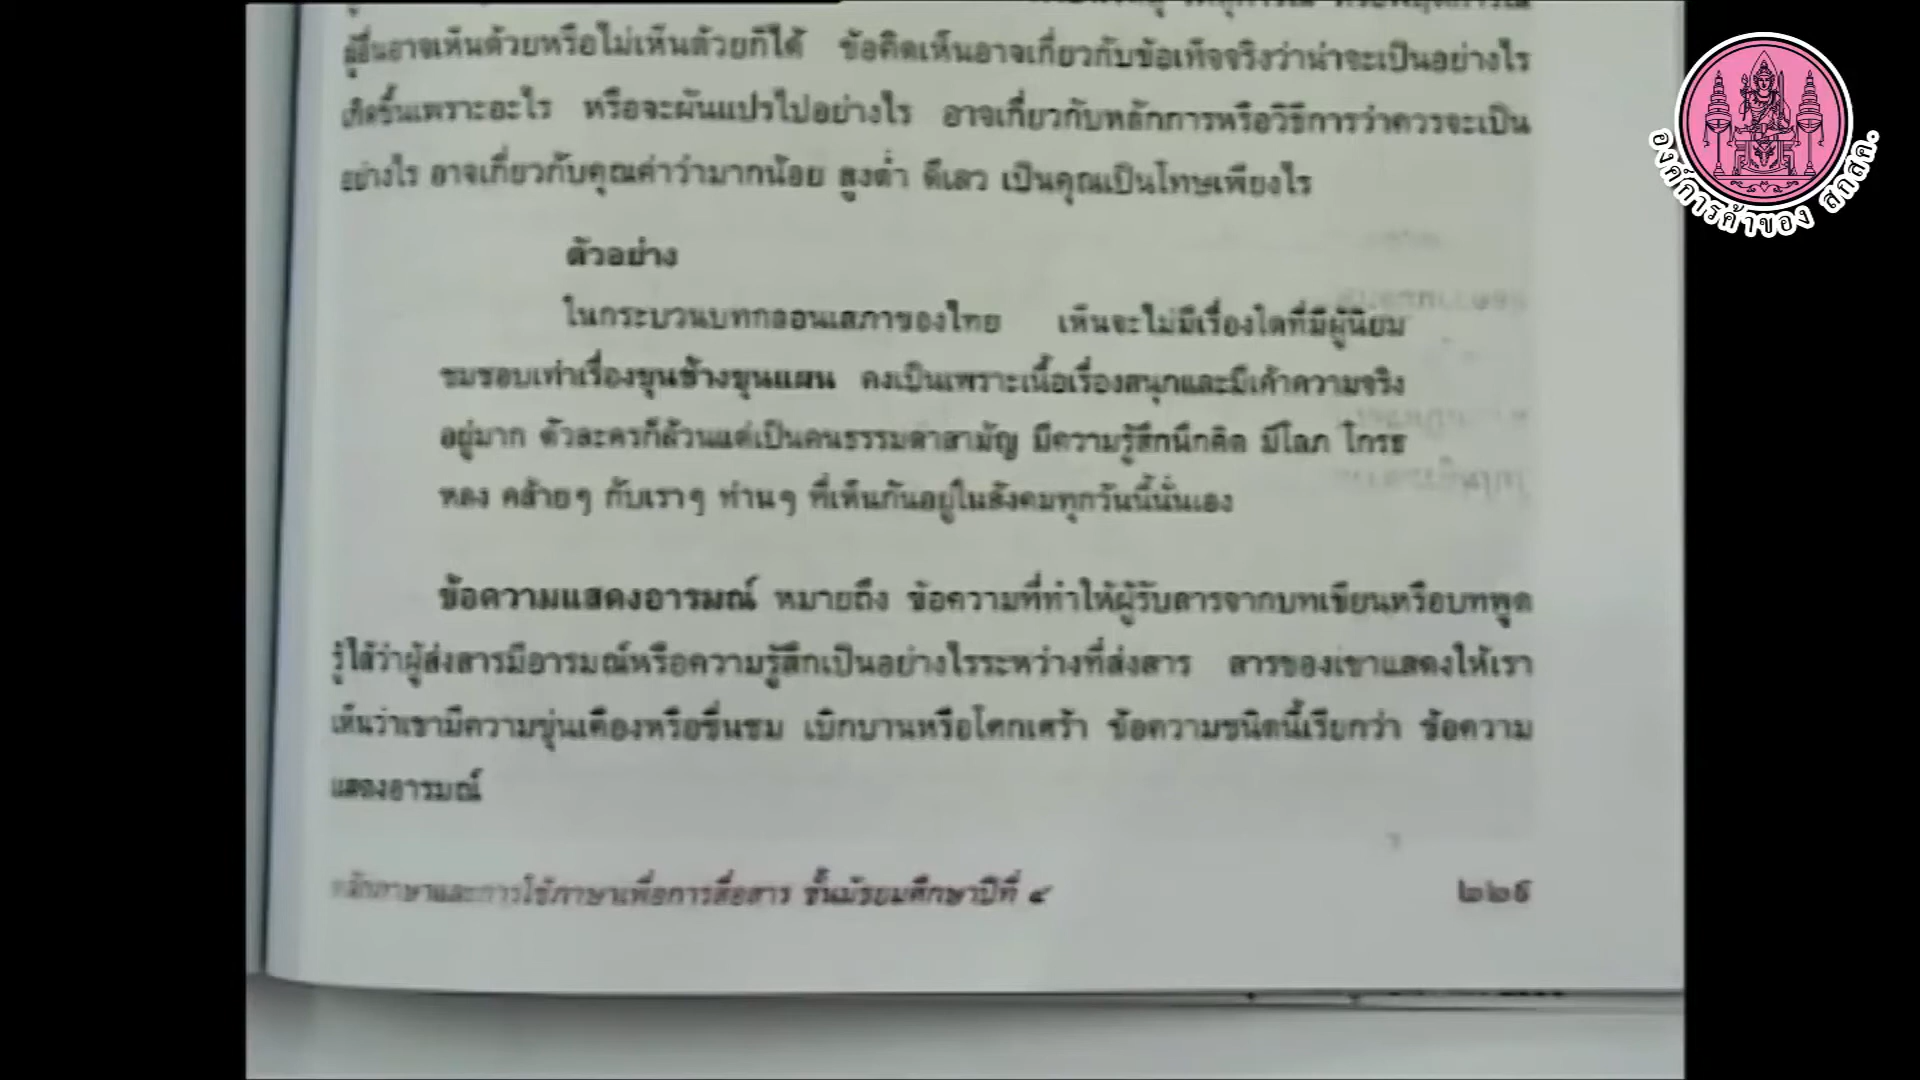 ผู้อื่นอาจเห็นด้วยหรือไม่เห็นด้วยก็ได้ ข้อคิดเห็นอาจเกี่ยวกับข้อเท็จจริงว่าน่าจะเป็นอย่างไร
เกิดขึ้นเพราะอะไร หรือจะผันแปรไปอย่างไร อาจเกี่ยวกับหลักการหรือวิธีการว่าควรจะเป็น
อย่างไร อาจเกี่ยวกับคุณค่าว่ามากน้อย สูงต่ำ ดีเลว เป็นคุณเป็นโทษเพียงไร
ตัวอย่าง
ในกระบวนบทกลอนเสภาของไทย เห็นจะไม่มีเรื่องใดที่มีผู้นิยม
ชมชอบเท่าเรื่องขุนช้างขุนแผน คงเป็นเพราะเนื้อเรื่องสนุกและมีเค้าความจริง
อยู่มาก ตัวละครก็ล้วนแต่เป็นคนธรรมดาสามัญ มีความรู้สึกนึกคิด มีโลภ โกรธ
หลง คล้ายๆ กับเราๆ ท่านๆ ที่เห็นกันอยู่ในสังคมทุกวันนี้นั่นเอง
ข้อความแสดงอารมณ์ หมายถึง ข้อความที่ทำให้ผู้รับสารจากบทเขียนหรือบทพูด
รู้ได้ว่าผู้ส่งสารมีอารมณ์หรือความรู้สึกเป็นอย่างไรระหว่างที่ส่งสาร สารของเขาแสดงให้เรา
เห็นว่าเขามีความขุ่นเคืองหรือชื่นชม เบิกบานหรือโศกเศร้า ข้อความชนิดนี้เรียกว่า ข้อความ
แสดงอารมณ์
หลักภาษาและการใช้ภาษาเพื่อการสื่อสาร ชั้นมัธยมศึกษาปีที่ ๕
องค์การค้าของ สกสค.